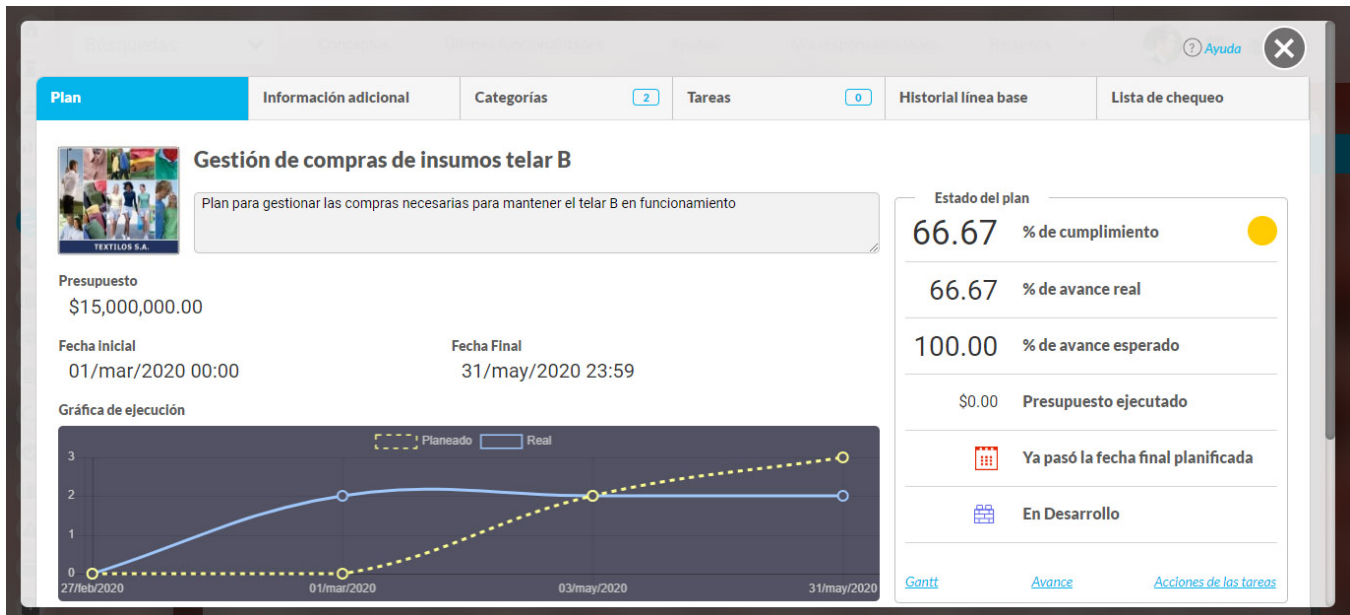 Búsquedas
Ayuda
Plan
Información adicional
Categorías 2
Tareas 0
Historial línea base
Lista de chequeo
TEXTILOS S.A.
Gestión de compras de insumos telar B
Plan para gestionar las compras necesarias para mantener el telar B en funcionamiento
Presupuesto
$15,000,000.00
Fecha inicial
01/mar/2020 00:00
Fecha Final
31/may/2020 23:59
Gráfica de ejecución
Planeado Real
3
2
1
0
27/feb/2020 01/mar/2020 03/may/2020 31/may/2020
Estado del plan
66.67 % de cumplimiento
66.67 % de avance real
100.00 % de avance esperado
$0.00 Presupuesto ejecutado
Ya pasó la fecha final planificada
En Desarrollo
Gantt Avance Acciones de las tareas